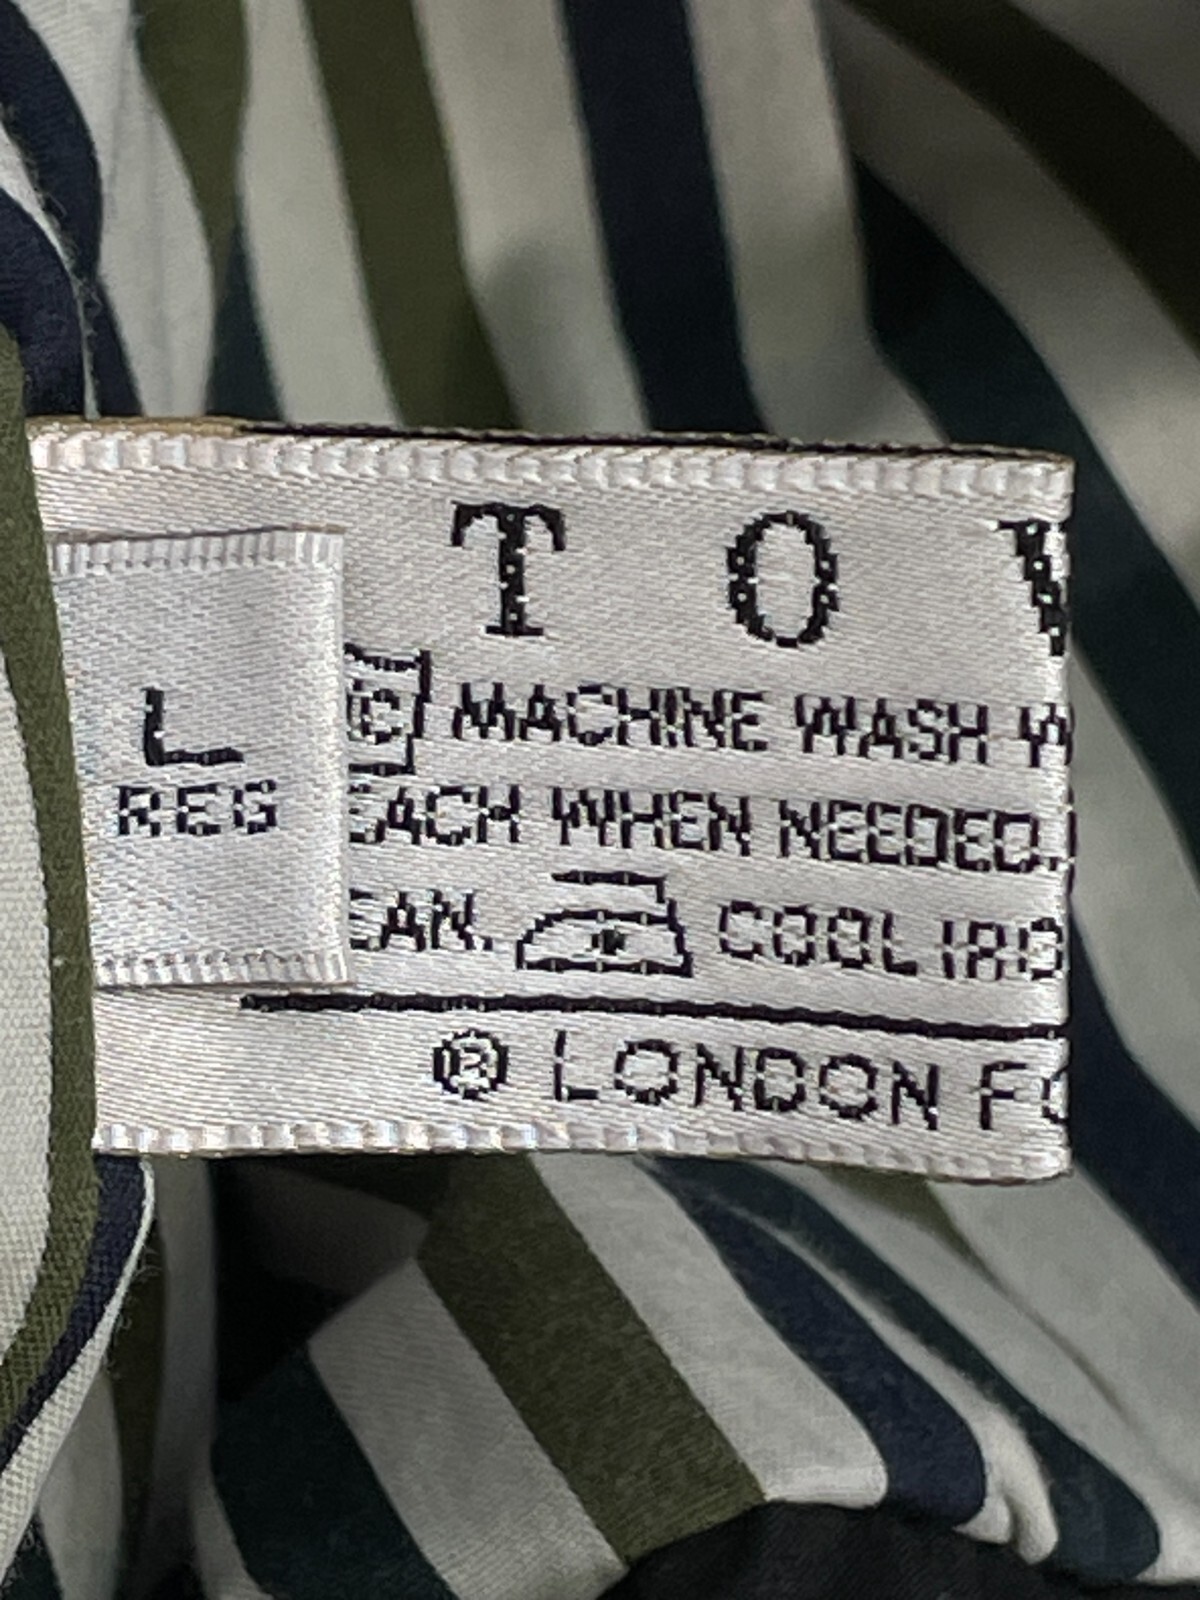 T O
L
REG
© MACHINE WASH
EACH WHEN NEEDED.
EAN. COOL IRO
® LONDON FO